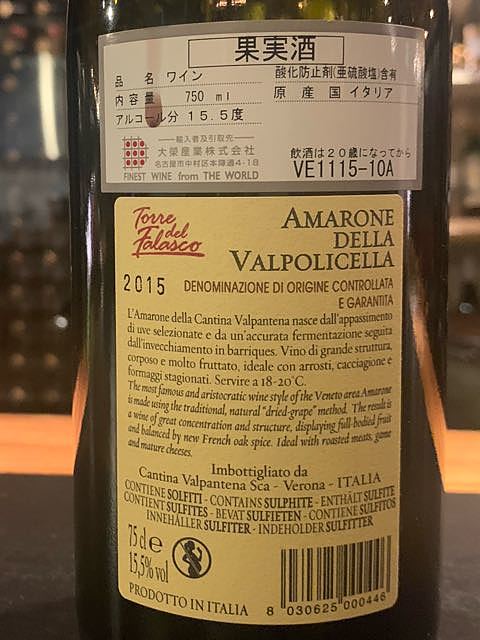 果実酒
品名 ワイン
酸化防止剤(亜硫酸塩)含有
内容量 750 ml
原産国 イタリア
アルコール分 15.5度
輸入者及引取先
大榮産業株式会社
名古屋市中村区本陣通4-18
FINEST WINE from THE WORLD
飲酒は20歳になってから
VE1115-10A
Torre
del
Falasco
AMARONE
DELLA
VALPOLICELLA
2015
DENOMINAZIONE DI ORIGINE CONTROLLATA
E GARANTITA
L'Amarone della Cantina Valpantena nasce dall'appassimento
di uve selezionate e da un'accurata fermentazione seguita
dall'invecchiamento in barriques. Vino di grande struttura,
corposo e molto fruttato, ideale con arrosti, cacciagione e
formaggi stagionati. Servire a 18-20°C.
The most famous and aristocratic wine style of the Veneto area Amarone
is made using the traditional, natural "dried-grape" method. The result is
a wine of great concentration and structure, displaying full-bodied fruit
and balanced by new French oak spice. Ideal with roasted meats, game
and mature cheeses.
Imbottigliato da
Cantina Valpantena Sca - Verona - ITALIA
CONTIENE SOLFITI - CONTAINS SULPHITE - ENTHÄLT SULFITE
CONTIENT SULFITES - BEVAT SULFIETEN - CONTIENE SULFITOS
INNEHÅLLER SULFITER - INDEHOLDER SULFITTER
75 cl e
15,5% vol
PRODOTTO IN ITALIA
8 030625 000446